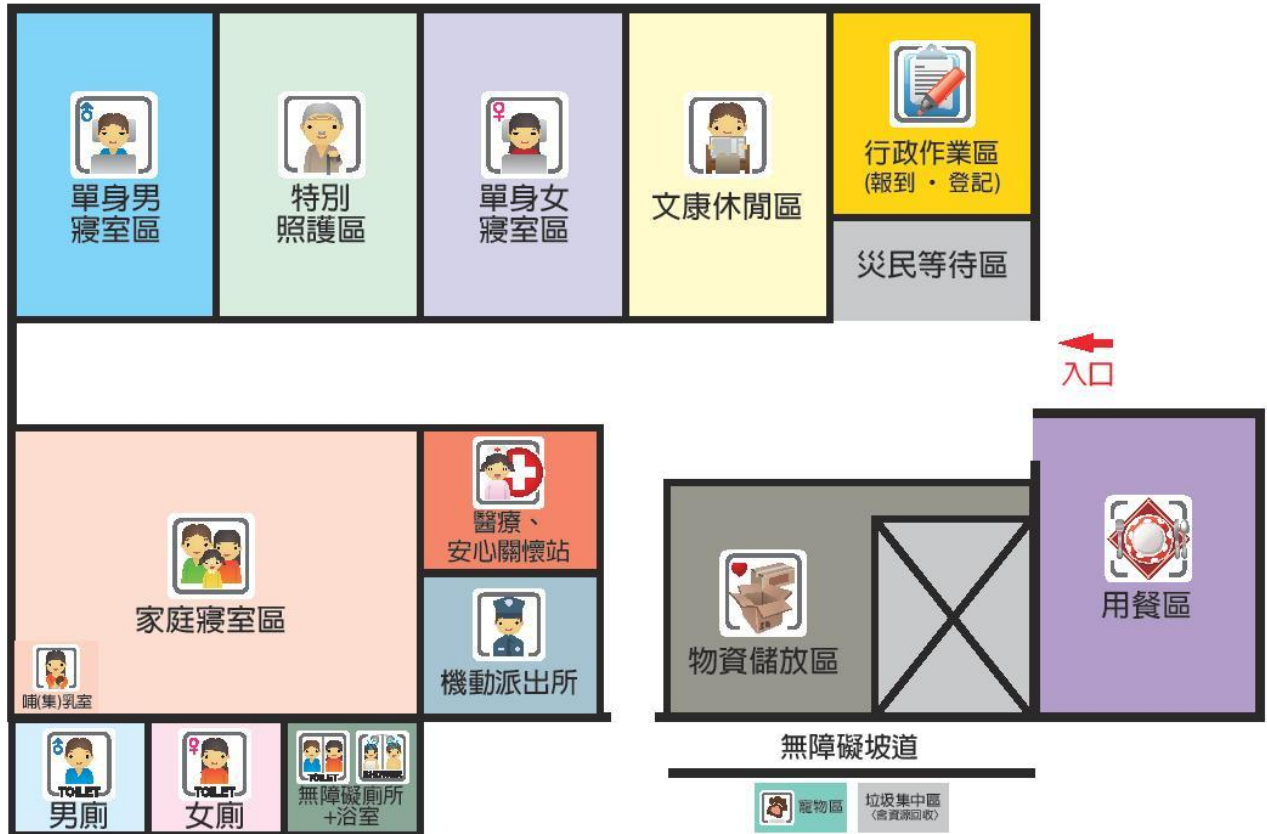 單身男
寢室區
特別
照護區
單身女
寢室區
文康休閒區
行政作業區
(報到 ・ 登記)
災民等待區
入口
家庭寢室區
哺(集)乳室
醫療、
安心關懷站
機動派出所
物資儲放區
用餐區
TOILET
男廁
TOILET
女廁
TOILET
SHOWER
無障礙廁所
+浴室
無障礙坡道
寵物區
垃圾集中區
〈含資源回收〉